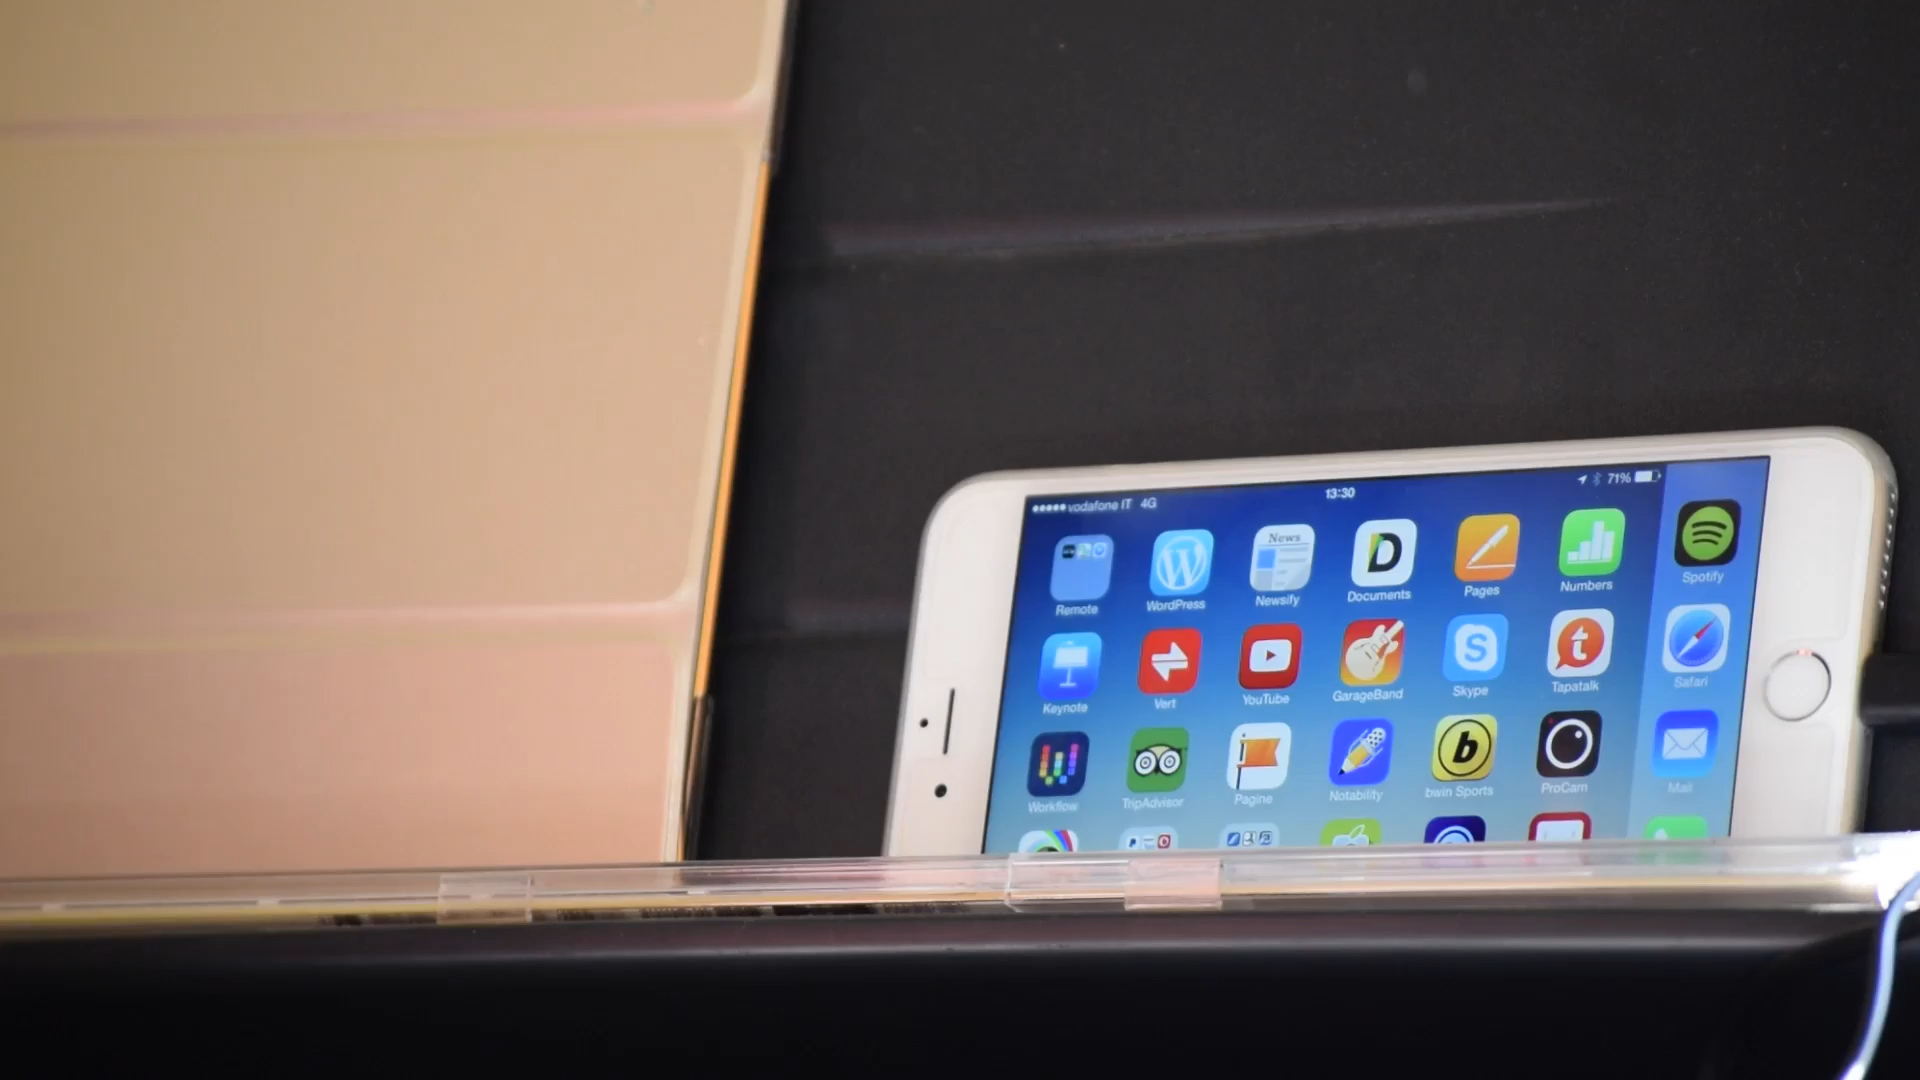 vodafone IT 4G 13:30 71%
Remote WordPress Newsify Documents Pages Numbers Spotify
News D
Keynote Vert YouTube GarageBand Skype Tapatalk Safari
Workflow TripAdvisor Pagine Notability bwin Sports ProCam Mail